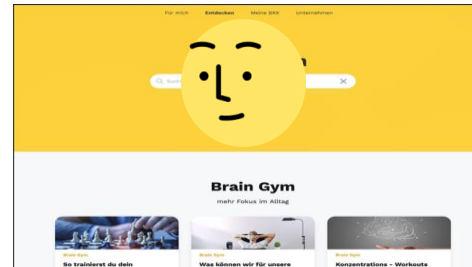 Für mich Entdecken Meine BKK Unternehmen
Brain Gym
mehr Fokus im Alltag
Brain Gym
So trainierst du dein
Brain Gym
Was können wir für unsere
Brain Gym
Konzentrations - Workouts